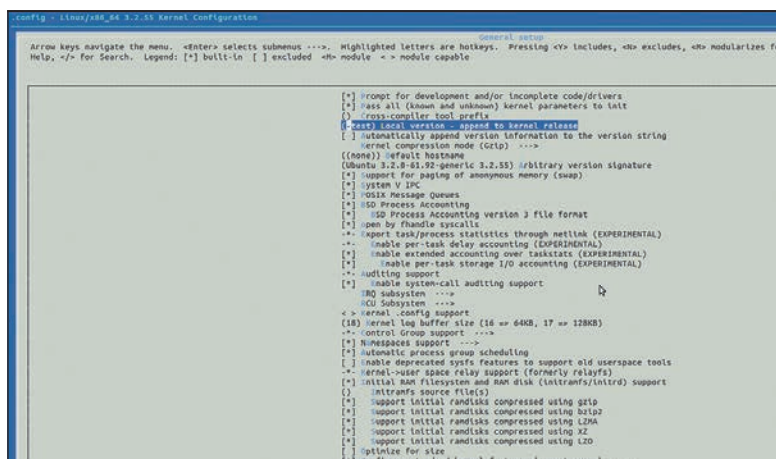 .config - Linux/x86_64 3.2.55 Kernel Configuration
General setup
Arrow keys navigate the menu.  <Enter> selects submenus --->.  Highlighted letters are hotkeys.  Pressing <Y> includes, <N> excludes, <M> modularizes f
Help, </> for Search.  Legend: [*] built-in  [ ] excluded  <M> module  < > module capable
[*] Prompt for development and/or incomplete code/drivers
[*] Pass all (known and unknown) kernel parameters to init
() Cross-compiler tool prefix
(-test) Local version - append to kernel release
[ ] Automatically append version information to the version string
Kernel compression mode (Gzip)  --->
((none)) Default hostname
(Ubuntu 3.2.0-61.92-generic 3.2.55) Arbitrary version signature
[*] Support for paging of anonymous memory (swap)
[*] System V IPC
[*] POSIX Message Queues
[*] BSD Process Accounting
[*]   BSD Process Accounting version 3 file format
[*] open by fhandle syscalls
-*- Export task/process statistics through netlink (EXPERIMENTAL)
-*-   Enable per-task delay accounting (EXPERIMENTAL)
[*]   Enable extended accounting over taskstats (EXPERIMENTAL)
[*]     Enable per-task storage I/O accounting (EXPERIMENTAL)
-*- Auditing support
[*]   Enable system-call auditing support
IRQ subsystem  --->
RCU Subsystem  --->
< > Kernel .config support
(18) Kernel log buffer size (16 => 64KB, 17 => 128KB)
-*- Control Group support  --->
[*] Namespaces support  --->
[*] Automatic process group scheduling
[ ] Enable deprecated sysfs features to support old userspace tools
-*- Kernel->user space relay support (formerly relayfs)
[*] Initial RAM filesystem and RAM disk (initramfs/initrd) support
()    Initramfs source file(s)
[*]   Support initial ramdisks compressed using gzip
[*]   Support initial ramdisks compressed using bzip2
[*]   Support initial ramdisks compressed using LZMA
[*]   Support initial ramdisks compressed using XZ
[*]   Support initial ramdisks compressed using LZO
[ ] Optimize for size